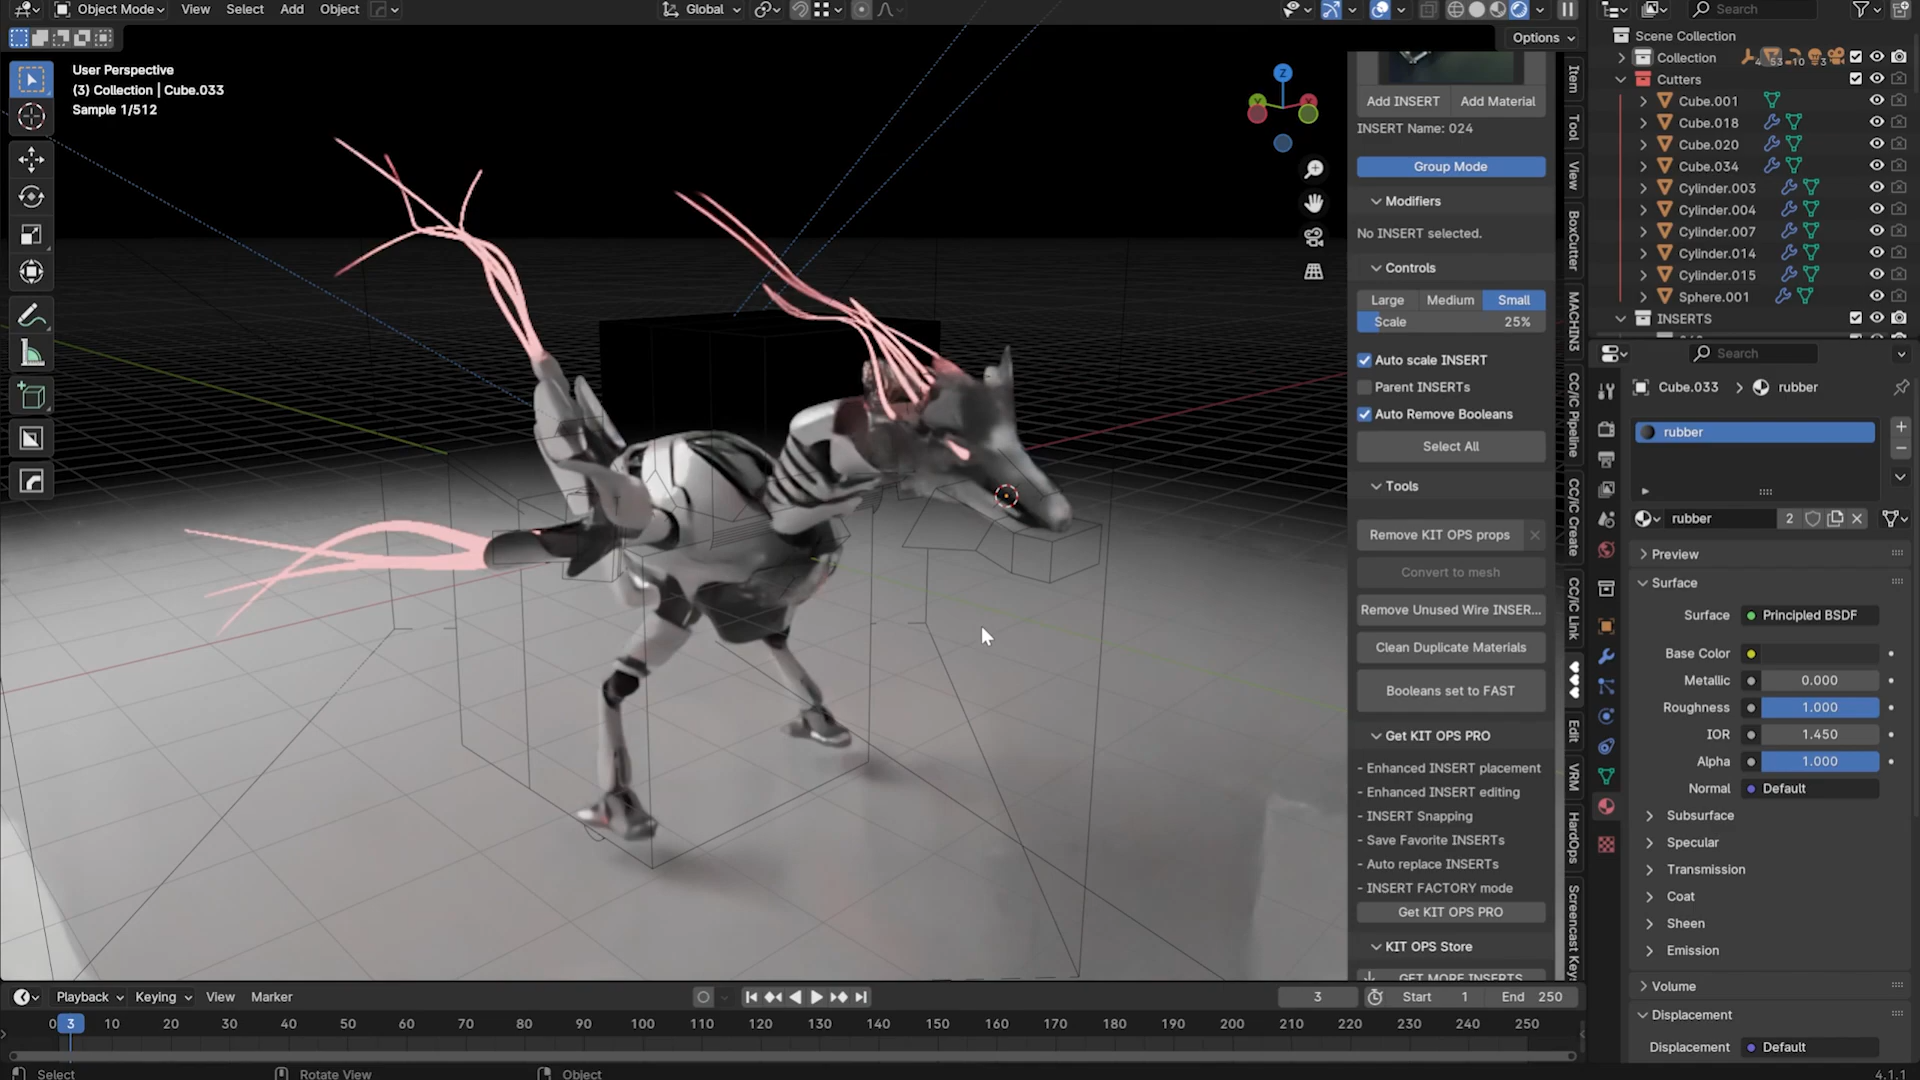 Object Mode
View
Select
Add
Object
Global
Search
Options
User Perspective
(3) Collection | Cube.033
Sample 1/512
Z
Scene Collection
Collection
4
53
10
3
Cutters
Cube.001
Cube.018
Cube.020
Cube.034
Cylinder.003
Cylinder.004
Cylinder.007
Cylinder.014
Cylinder.015
Sphere.001
INSERTS
Add INSERT
Add Material
INSERT Name: 024
Group Mode
Modifiers
No INSERT selected.
Controls
Large
Medium
Small
Scale
25%
Auto scale INSERT
Parent INSERTs
Auto Remove Booleans
Select All
Tools
Remove KIT OPS props
Convert to mesh
Remove Unused Wire INSER...
Clean Duplicate Materials
Booleans set to FAST
Get KIT OPS PRO
- Enhanced INSERT placement
- Enhanced INSERT editing
- INSERT Snapping
- Save Favorite INSERTs
- Auto replace INSERTs
- INSERT FACTORY mode
Get KIT OPS PRO
KIT OPS Store
GET MORE INSERTS
Item
Tool
View
BoxCutter
MACHIN3
CC/iC Pipeline
CC/iC Create
CC/iC Link
Edit
VRM
HardOps
Screencast Key
Search
Cube.033
rubber
rubber
rubber
2
Preview
Surface
Surface
Principled BSDF
Base Color
Metallic
0.000
Roughness
1.000
IOR
1.450
Alpha
1.000
Normal
Default
Subsurface
Specular
Transmission
Coat
Sheen
Emission
Volume
Displacement
Displacement
Default
Playback
Keying
View
Marker
3
Start
1
End
250
0
3
10
20
30
40
50
60
70
80
90
100
110
120
130
140
150
160
170
180
190
200
210
220
230
240
250
Select
Rotate View
Object
4.1.1